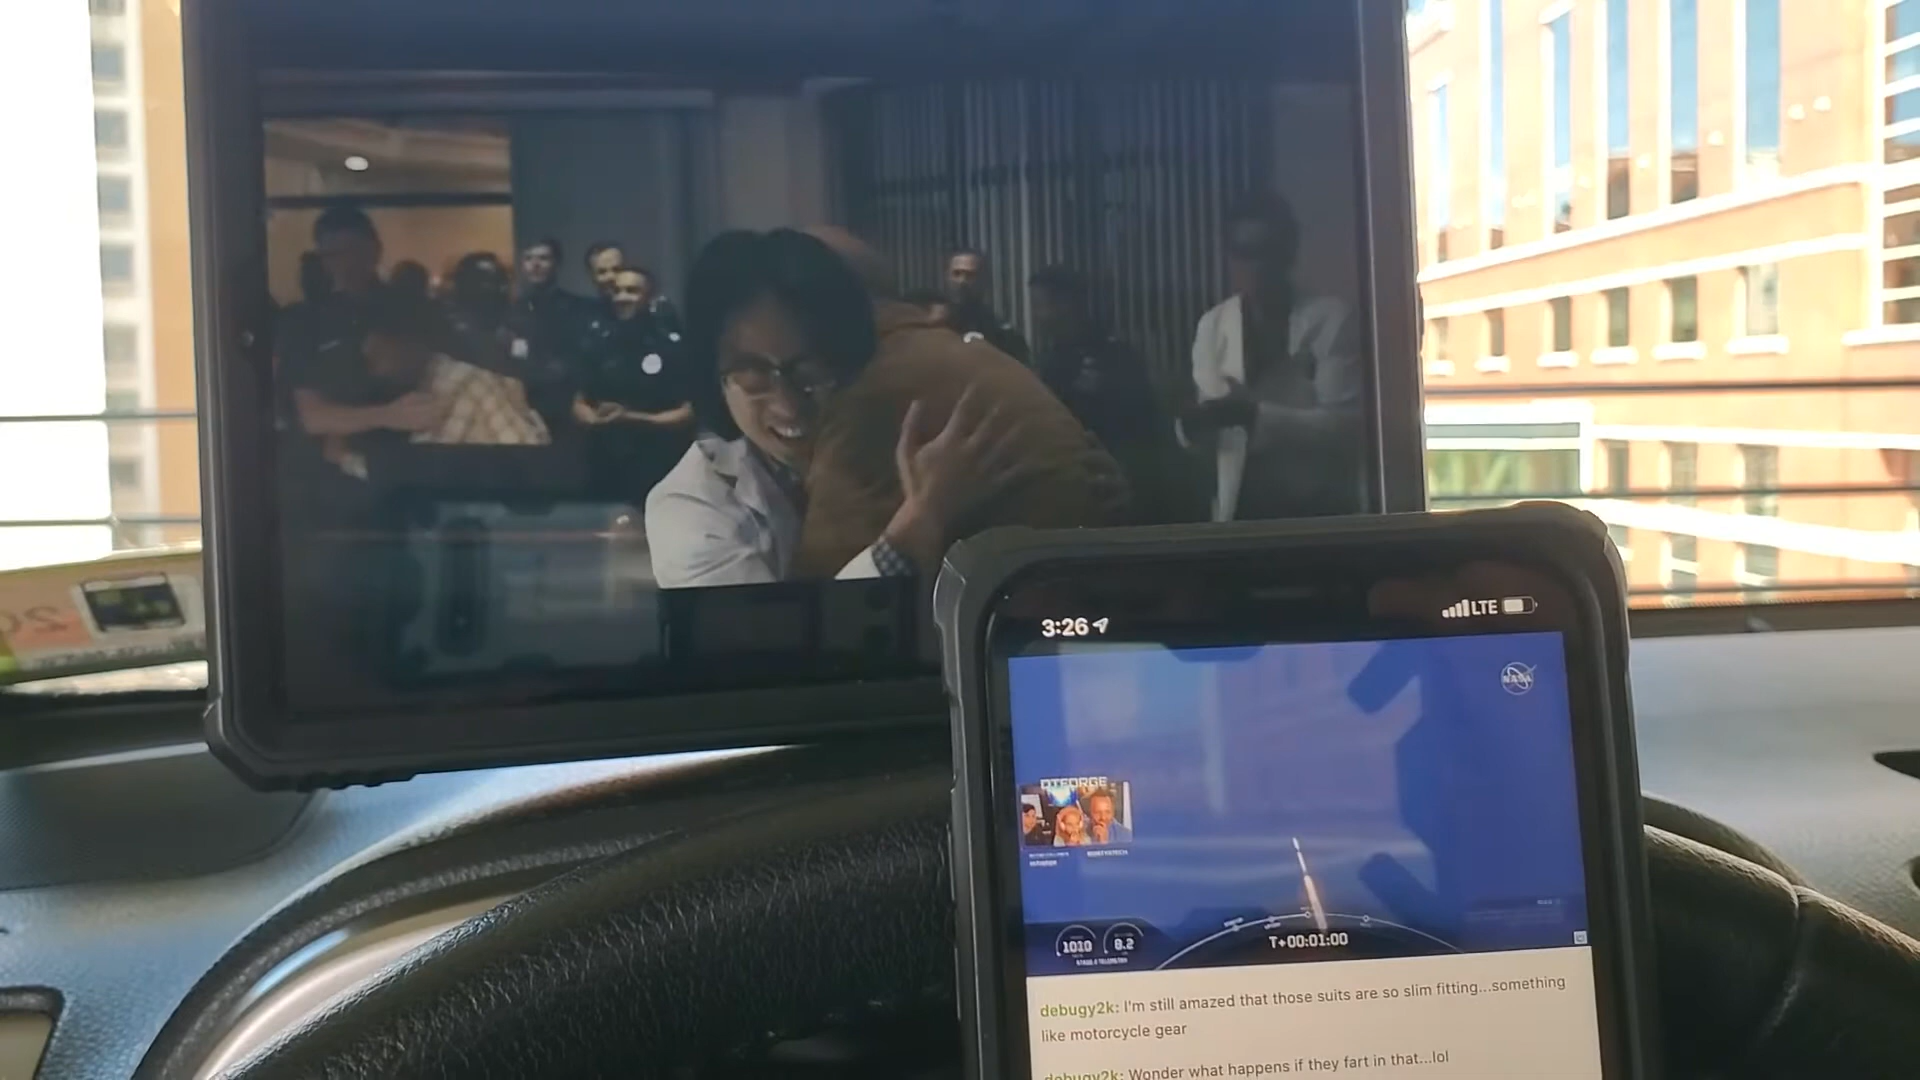 3:26
LTE
NASA
DTFORGE
1010
8.2
T+00:01:00
debugy2k: I'm still amazed that those suits are so slim fitting...something
like motorcycle gear
debugy2k: Wonder what happens if they fart in that...lol